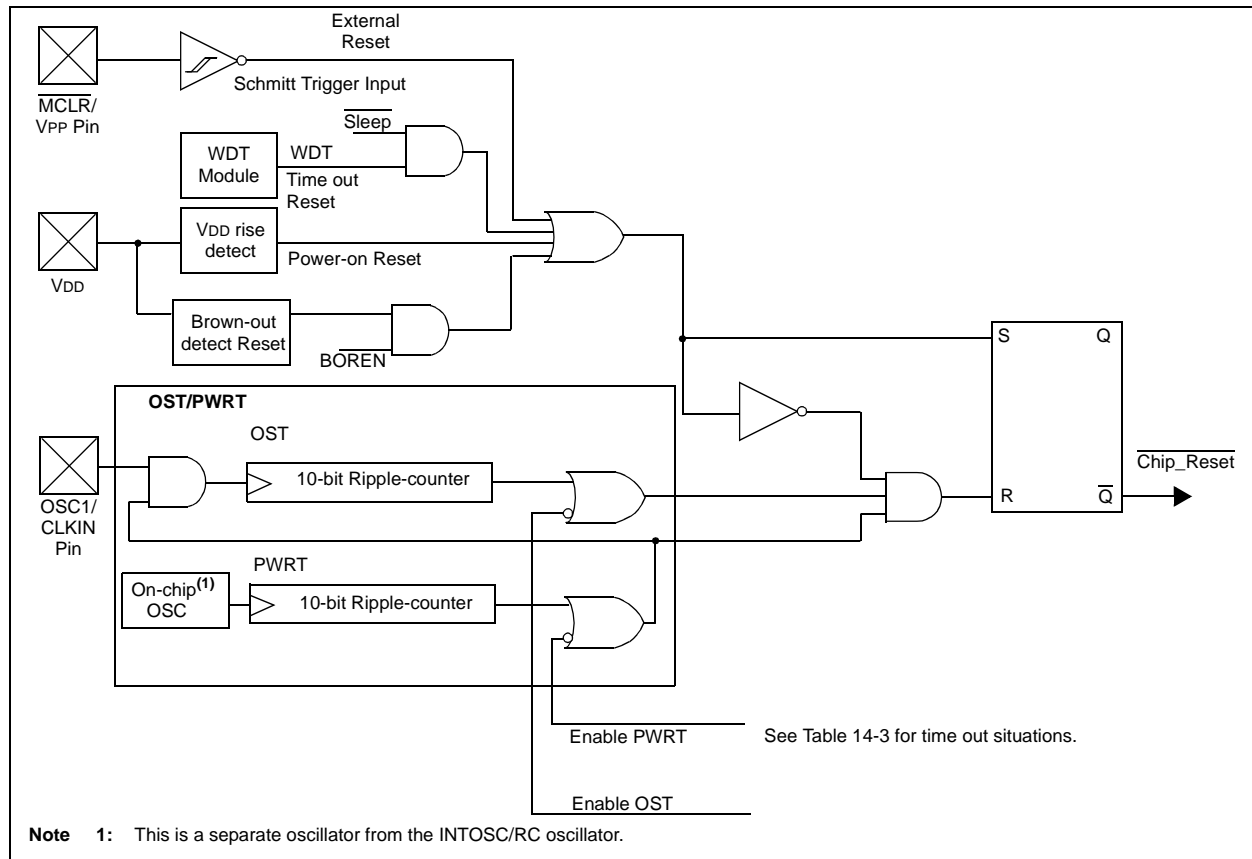 External
Reset
Schmitt Trigger Input
MCLR/
VPP Pin
Sleep
WDT
Module
WDT
Time out
Reset
VDD rise
detect
Power-on Reset
VDD
Brown-out
detect Reset
BOREN
S
Q
OST/PWRT
OST
10-bit Ripple-counter
OSC1/
CLKIN
Pin
Chip_Reset
R
Q
PWRT
On-chip(1)
OSC
10-bit Ripple-counter
Enable PWRT
See Table 14-3 for time out situations.
Enable OST
Note 1: This is a separate oscillator from the INTOSC/RC oscillator.